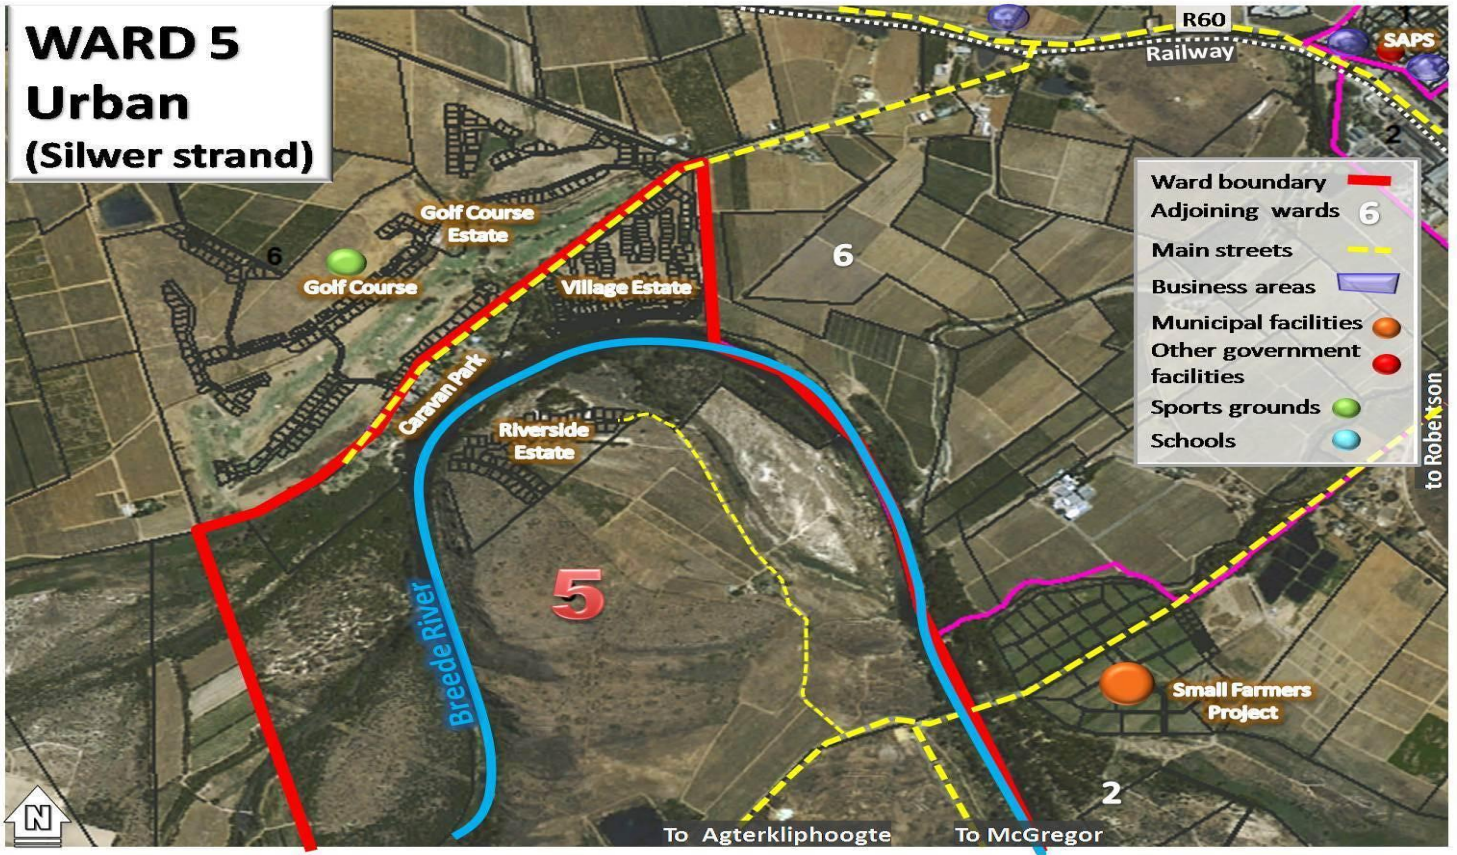 WARD 5
Urban
(Silwer strand)
R60
Railway
1
SAPS
2
Ward boundary
Adjoining wards 6
Main streets
Business areas
Municipal facilities
Other government
facilities
Sports grounds
Schools
to Robertson
Golf Course
Estate
6
Golf Course
Village Estate
6
Caravan Park
Riverside
Estate
5
Breede River
Small Farmers
Project
2
N
To Agterkliphoogte
To McGregor